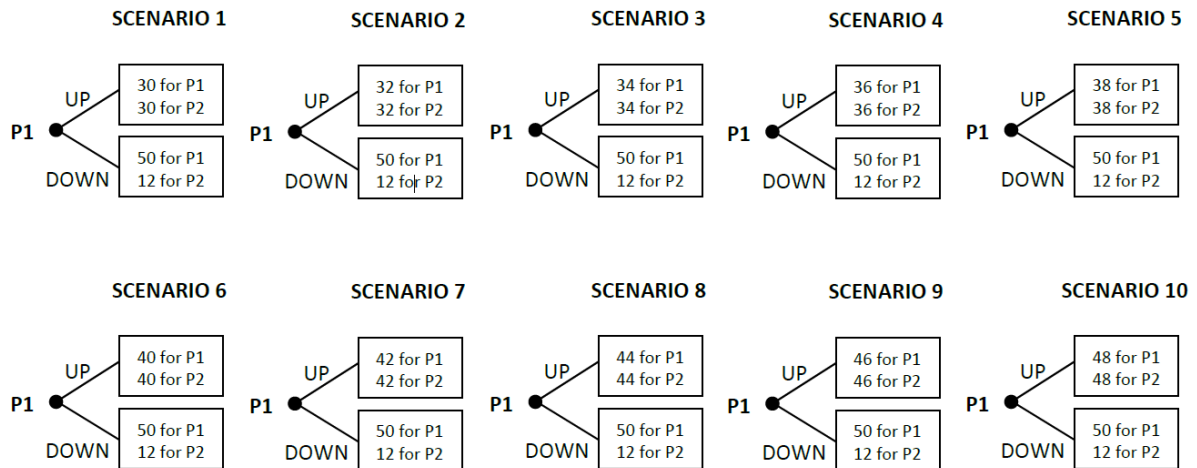 SCENARIO 1
SCENARIO 2
SCENARIO 3
SCENARIO 4
SCENARIO 5
P1
UP
30 for P1
30 for P2
DOWN
50 for P1
12 for P2
P1
UP
32 for P1
32 for P2
DOWN
50 for P1
12 for P2
P1
UP
34 for P1
34 for P2
DOWN
50 for P1
12 for P2
P1
UP
36 for P1
36 for P2
DOWN
50 for P1
12 for P2
P1
UP
38 for P1
38 for P2
DOWN
50 for P1
12 for P2
SCENARIO 6
SCENARIO 7
SCENARIO 8
SCENARIO 9
SCENARIO 10
P1
UP
40 for P1
40 for P2
DOWN
50 for P1
12 for P2
P1
UP
42 for P1
42 for P2
DOWN
50 for P1
12 for P2
P1
UP
44 for P1
44 for P2
DOWN
50 for P1
12 for P2
P1
UP
46 for P1
46 for P2
DOWN
50 for P1
12 for P2
P1
UP
48 for P1
48 for P2
DOWN
50 for P1
12 for P2